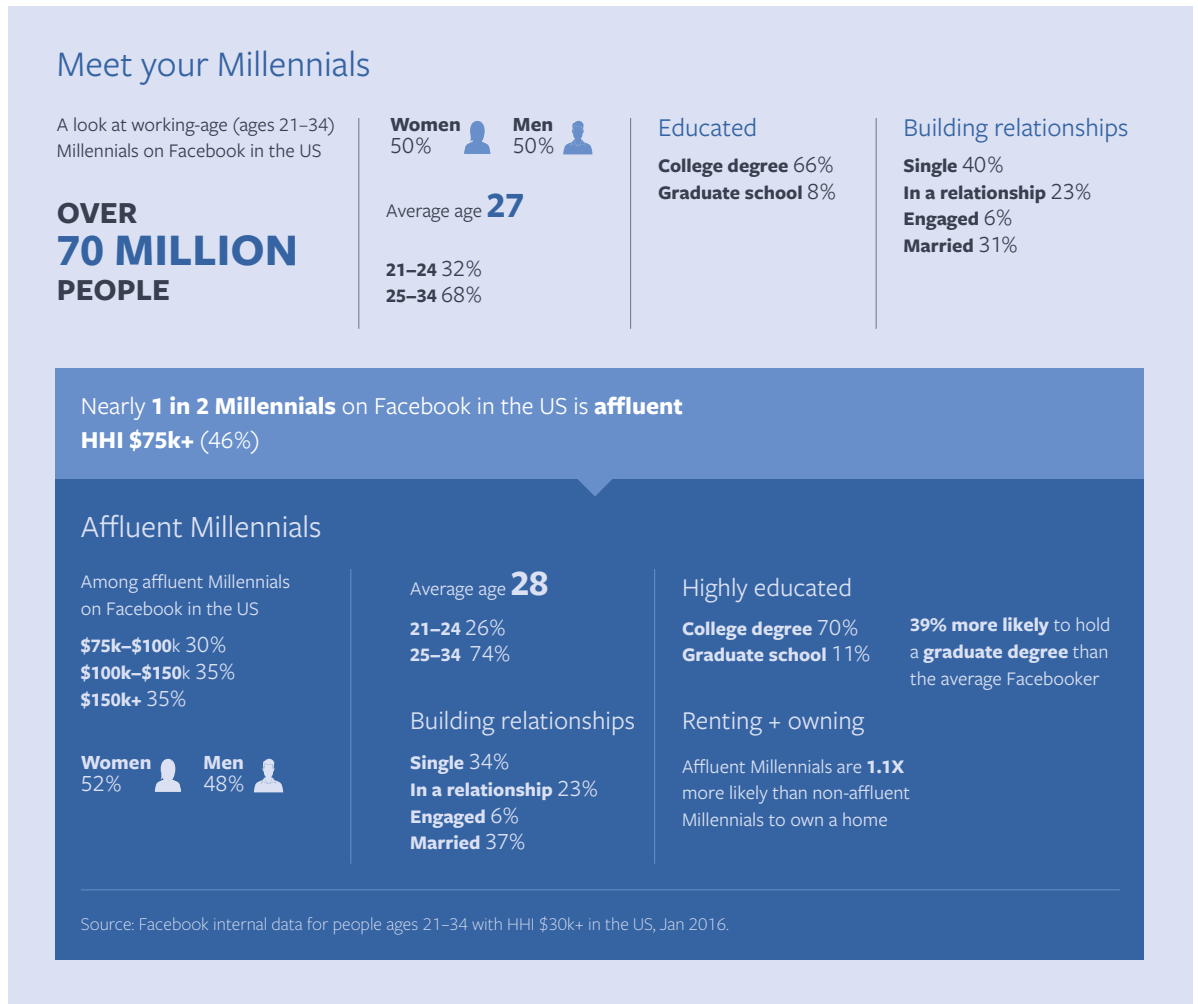 Meet your Millennials
A look at working-age (ages 21–34)
Millennials on Facebook in the US
OVER
70 MILLION
PEOPLE
Women Men
50% 50%
Average age 27
21–24 32%
25–34 68%
Educated
College degree 66%
Graduate school 8%
Building relationships
Single 40%
In a relationship 23%
Engaged 6%
Married 31%
Nearly 1 in 2 Millennials on Facebook in the US is affluent
HHI $75k+ (46%)
Affluent Millennials
Among affluent Millennials
on Facebook in the US
$75k–$100k 30%
$100k–$150k 35%
$150k+ 35%
Women Men
52% 48%
Average age 28
21–24 26%
25–34 74%
Building relationships
Single 34%
In a relationship 23%
Engaged 6%
Married 37%
Highly educated
College degree 70%
Graduate school 11%
39% more likely to hold
a graduate degree than
the average Facebooker
Renting + owning
Affluent Millennials are 1.1X
more likely than non-affluent
Millennials to own a home
Source: Facebook internal data for people ages 21–34 with HHI $30k+ in the US, Jan 2016.